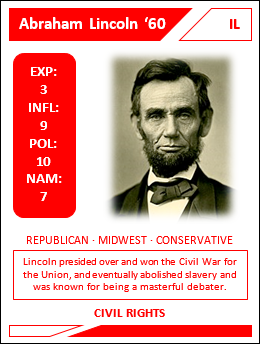 Abraham Lincoln ‘60
IL
EXP:
3
INFL:
9
POL:
10
NAM:
7
REPUBLICAN · MIDWEST · CONSERVATIVE
Lincoln presided over and won the Civil War for
the Union, and eventually abolished slavery and
was known for being a masterful debater.
CIVIL RIGHTS